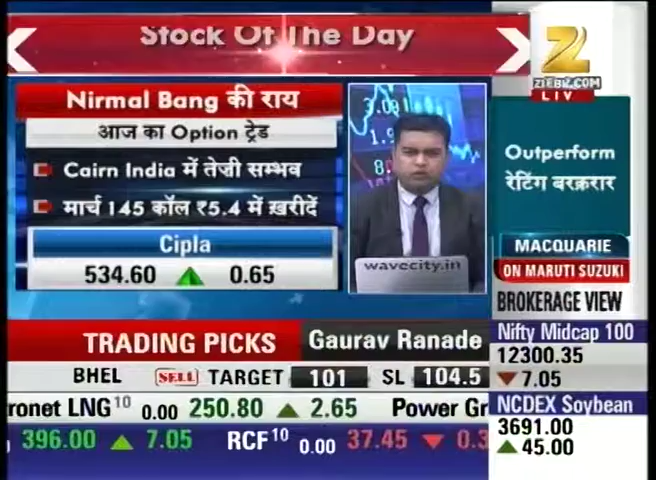 Stock Of The Day
Nirmal Bang की राय
आज का Option ट्रेड
Cairn India में तेजी सम्भव
मार्च 145 कॉल ₹5.4 में ख़रीदें
Cipla
534.60 0.65
wavecity.in
ZEEBIZ.COM
LIV
Outperform
रेटिंग बरक़रार
MACQUARIE
ON MARUTI SUZUKI
BROKERAGE VIEW
TRADING PICKS Gaurav Ranade
BHEL SELL TARGET 101 SL 104.5
Nifty Midcap 100
12300.35
7.05
ronet LNG 10 0.00 250.80 2.65 Power Gr
396.00 7.05 RCF 10 0.00 37.45 0.3
NCDEX Soybean
3691.00
45.00